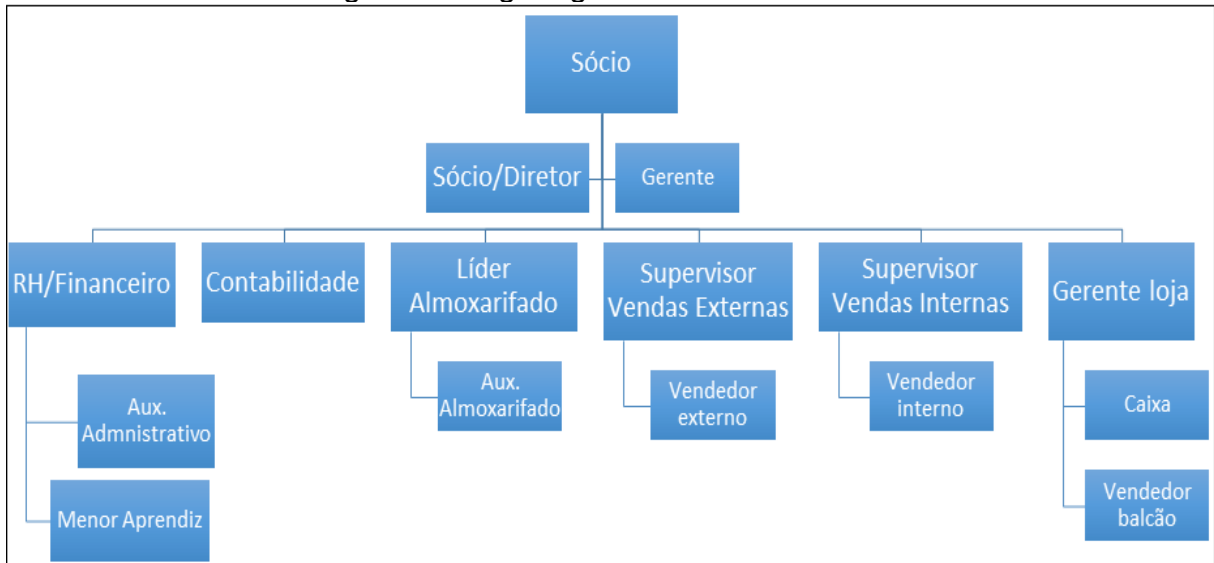 Sócio
Sócio/Diretor
Gerente
RH/Financeiro
Contabilidade
Líder
Almoxarifado
Supervisor
Vendas Externas
Supervisor
Vendas Internas
Gerente loja
Aux.
Admnistrativo
Menor Aprendiz
Aux.
Almoxarifado
Vendedor
externo
Vendedor
interno
Caixa
Vendedor
balcão